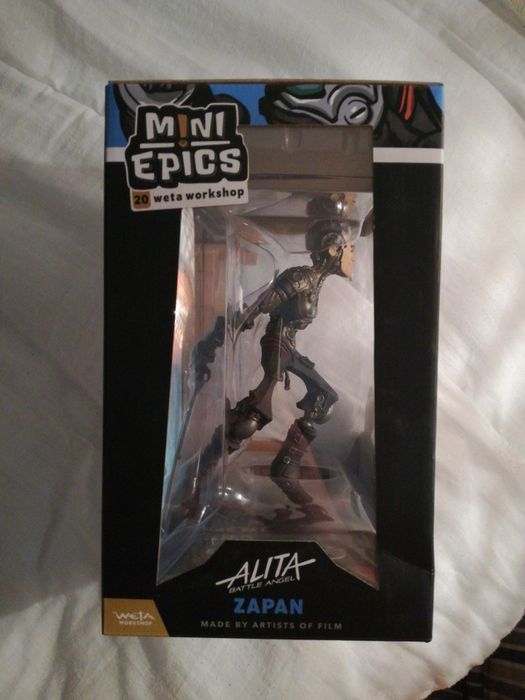 MINI
EPICS
20 weta workshop
ALITA
BATTLE ANGEL
ZAPAN
WETA
WORKSHOP
MADE BY ARTISTS OF FILM